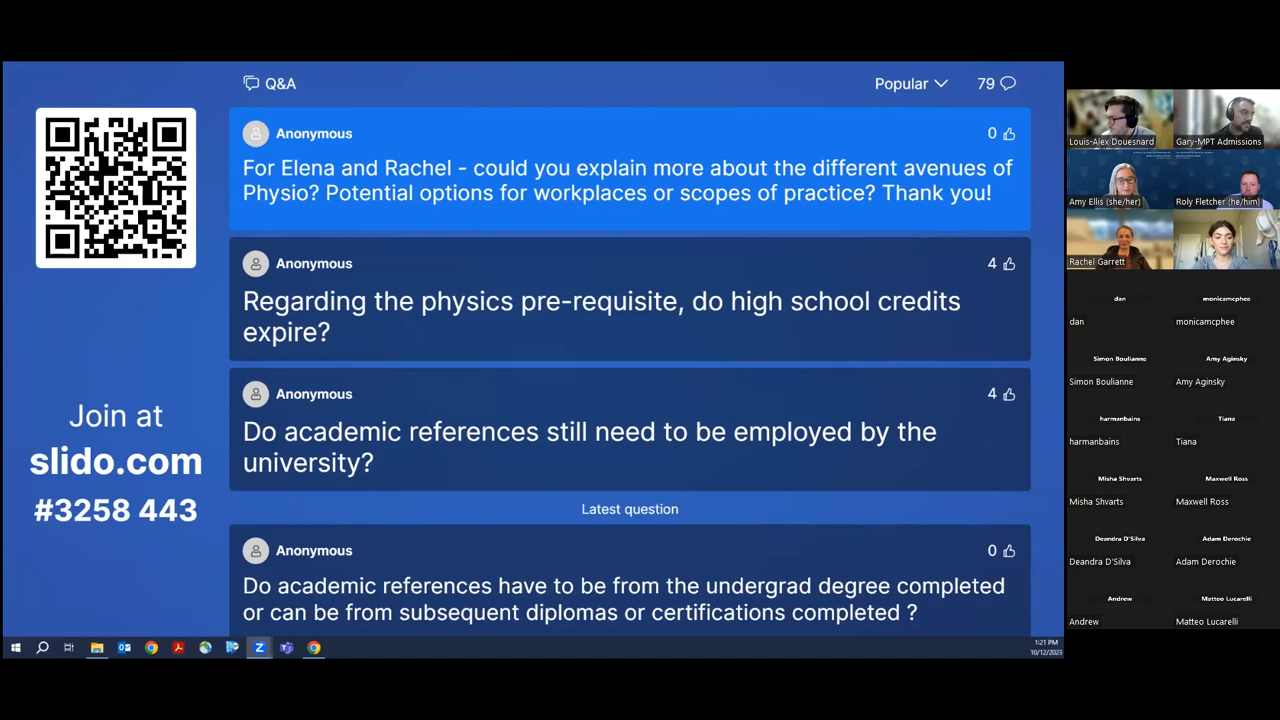 Q&A
Popular
79
Anonymous
0
For Elena and Rachel - could you explain more about the different avenues of
Physio? Potential options for workplaces or scopes of practice? Thank you!
Anonymous
4
Regarding the physics pre-requisite, do high school credits
expire?
Anonymous
4
Do academic references still need to be employed by the
university?
Latest question
Anonymous
0
Do academic references have to be from the undergrad degree completed
or can be from subsequent diplomas or certifications completed ?
Join at
slido.com
#3258 443
1:21 PM
10/12/2023
Louis-Alex Douesnard
Gary-MPT Admissions
Amy Ellis (she/her)
Roly Fletcher (he/him)
Rachel Garrett
dan
monicamcphee
dan
monicamcphee
Simon Boulianne
Amy Aginsky
Simon Boulianne
Amy Aginsky
harmanbains
Tiana
harmanbains
Tiana
Misha Shvarts
Maxwell Ross
Misha Shvarts
Maxwell Ross
Deandra D'Silva
Adam Derochie
Deandra D'Silva
Adam Derochie
Andrew
Matteo Lucarelli
Andrew
Matteo Lucarelli